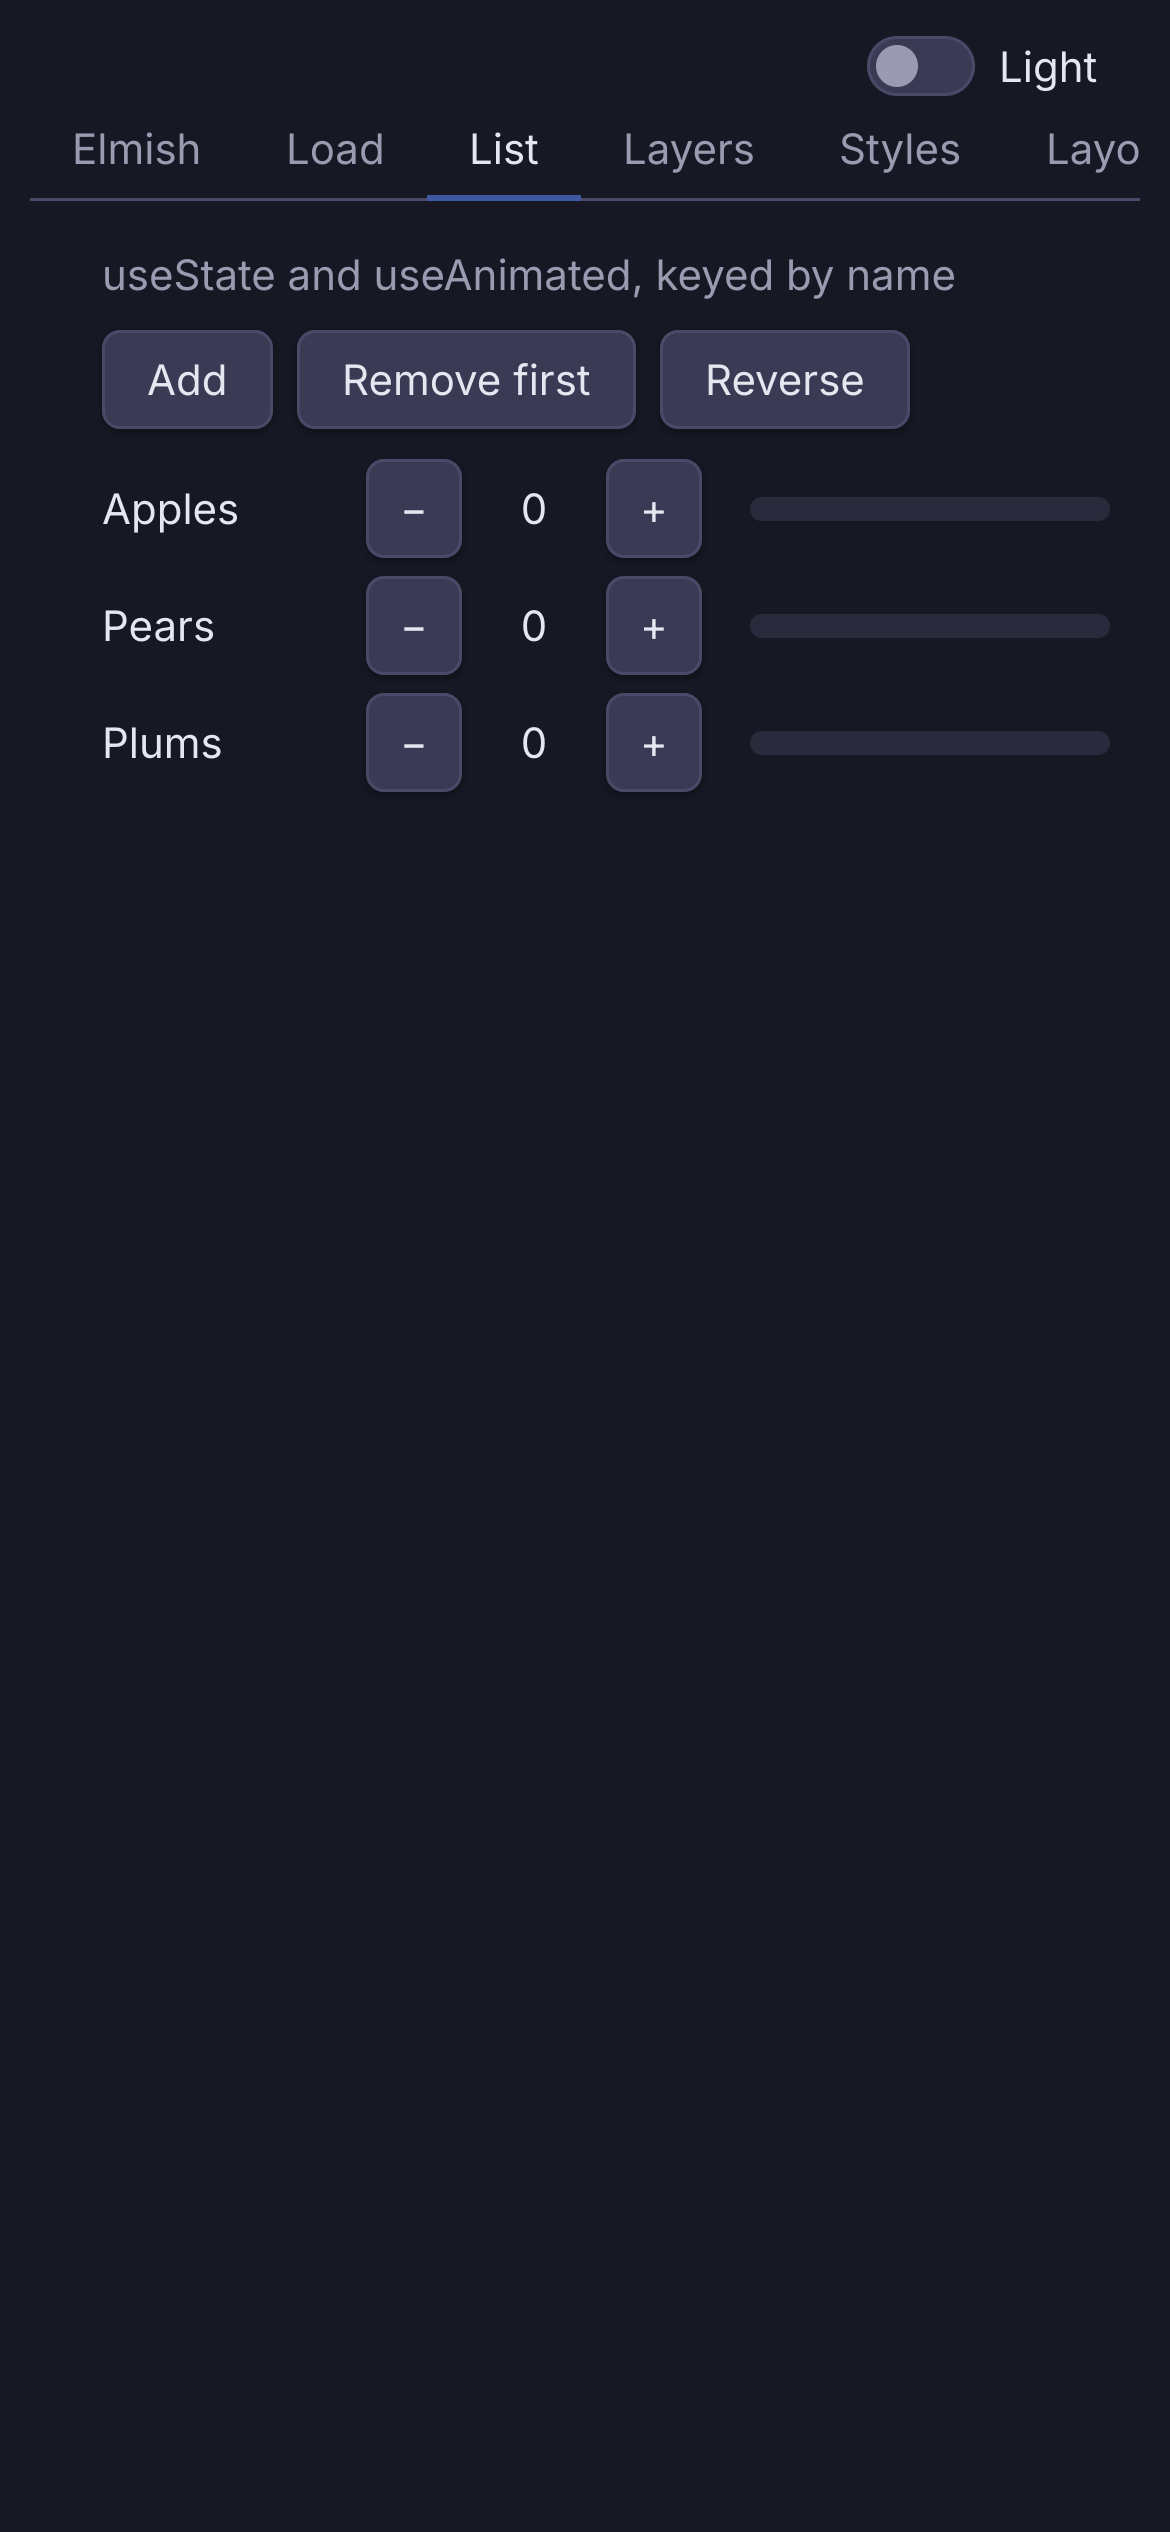 Light
Elmish Load List Layers Styles Layo
useState and useAnimated, keyed by name
Add Remove first Reverse
Apples − 0 +
Pears − 0 +
Plums − 0 +